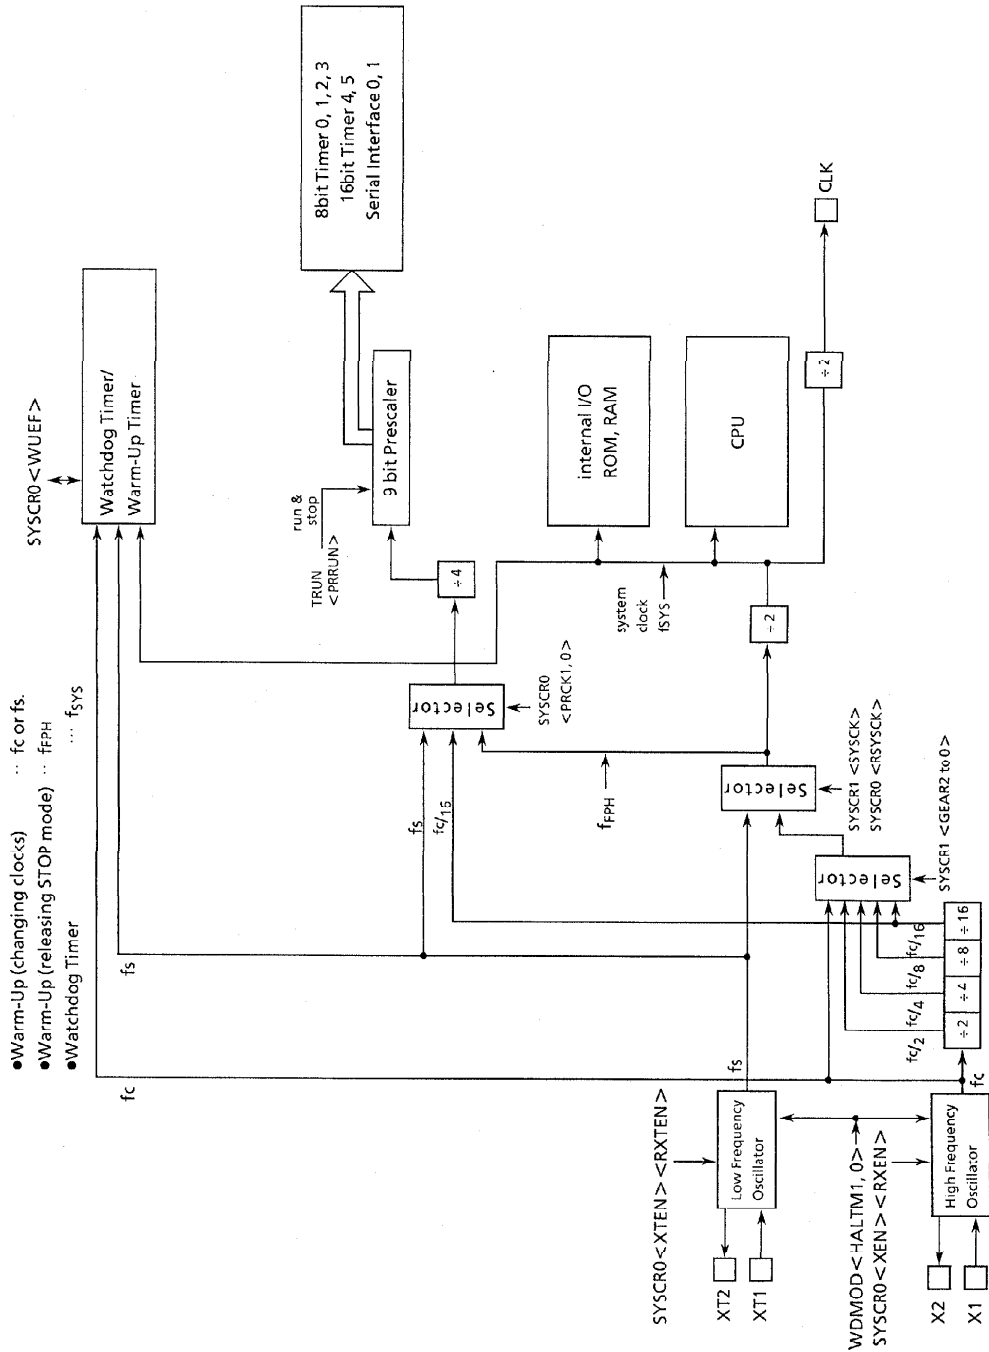 ●Warm-Up (changing clocks) ·· fc or fs.
●Warm-Up (releasing STOP mode) ·· fFPH
●Watchdog Timer ··· fSYS
SYSCR0<WUEF>
Watchdog Timer/
Warm-Up Timer
fc
fs
8bit Timer 0, 1, 2, 3
16bit Timer 4, 5
Serial Interface 0, 1
TRUN
<PRRUN>
run &
stop
9 bit Prescaler
÷4
Selector
SYSCR0
<PRCK1, 0>
fs
fc/16
fFPH
internal I/O
ROM, RAM
system
clock
fSYS
CPU
÷2
÷2
CLK
SYSCR0<XTEN><RXTEN>
XT2
XT1
Low Frequency
Oscillator
fs
Selector
SYSCR1 <SYSCK>
SYSCR0 <RSYSCK>
Selector
SYSCR1 <GEAR2 to 0>
fc/2
fc/4
fc/8
fc/16
÷2
÷4
÷8
÷16
WDMOD<HALTM1, 0>
SYSCR0<XEN><RXEN>
X2
X1
High Frequency
Oscillator
fc